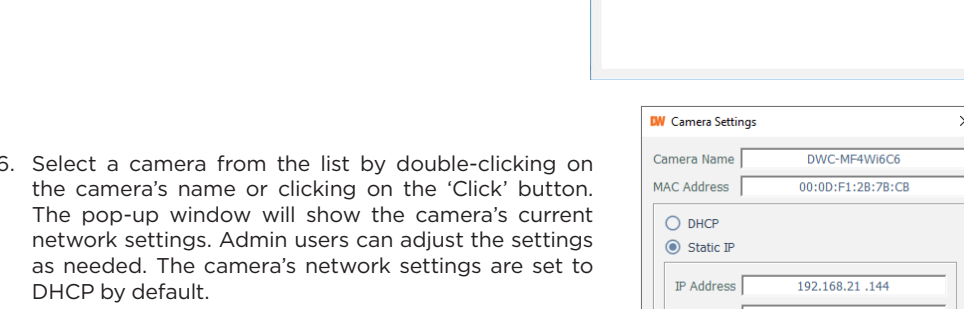 6. Select a camera from the list by double-clicking on
the camera's name or clicking on the 'Click' button.
The pop-up window will show the camera's current
network settings. Admin users can adjust the settings
as needed. The camera's network settings are set to
DHCP by default.
DW Camera Settings
Camera Name DWC-MF4Wi6C6
MAC Address 00:0D:F1:2B:7B:CB
DHCP
Static IP
IP Address 192.168.21 .144